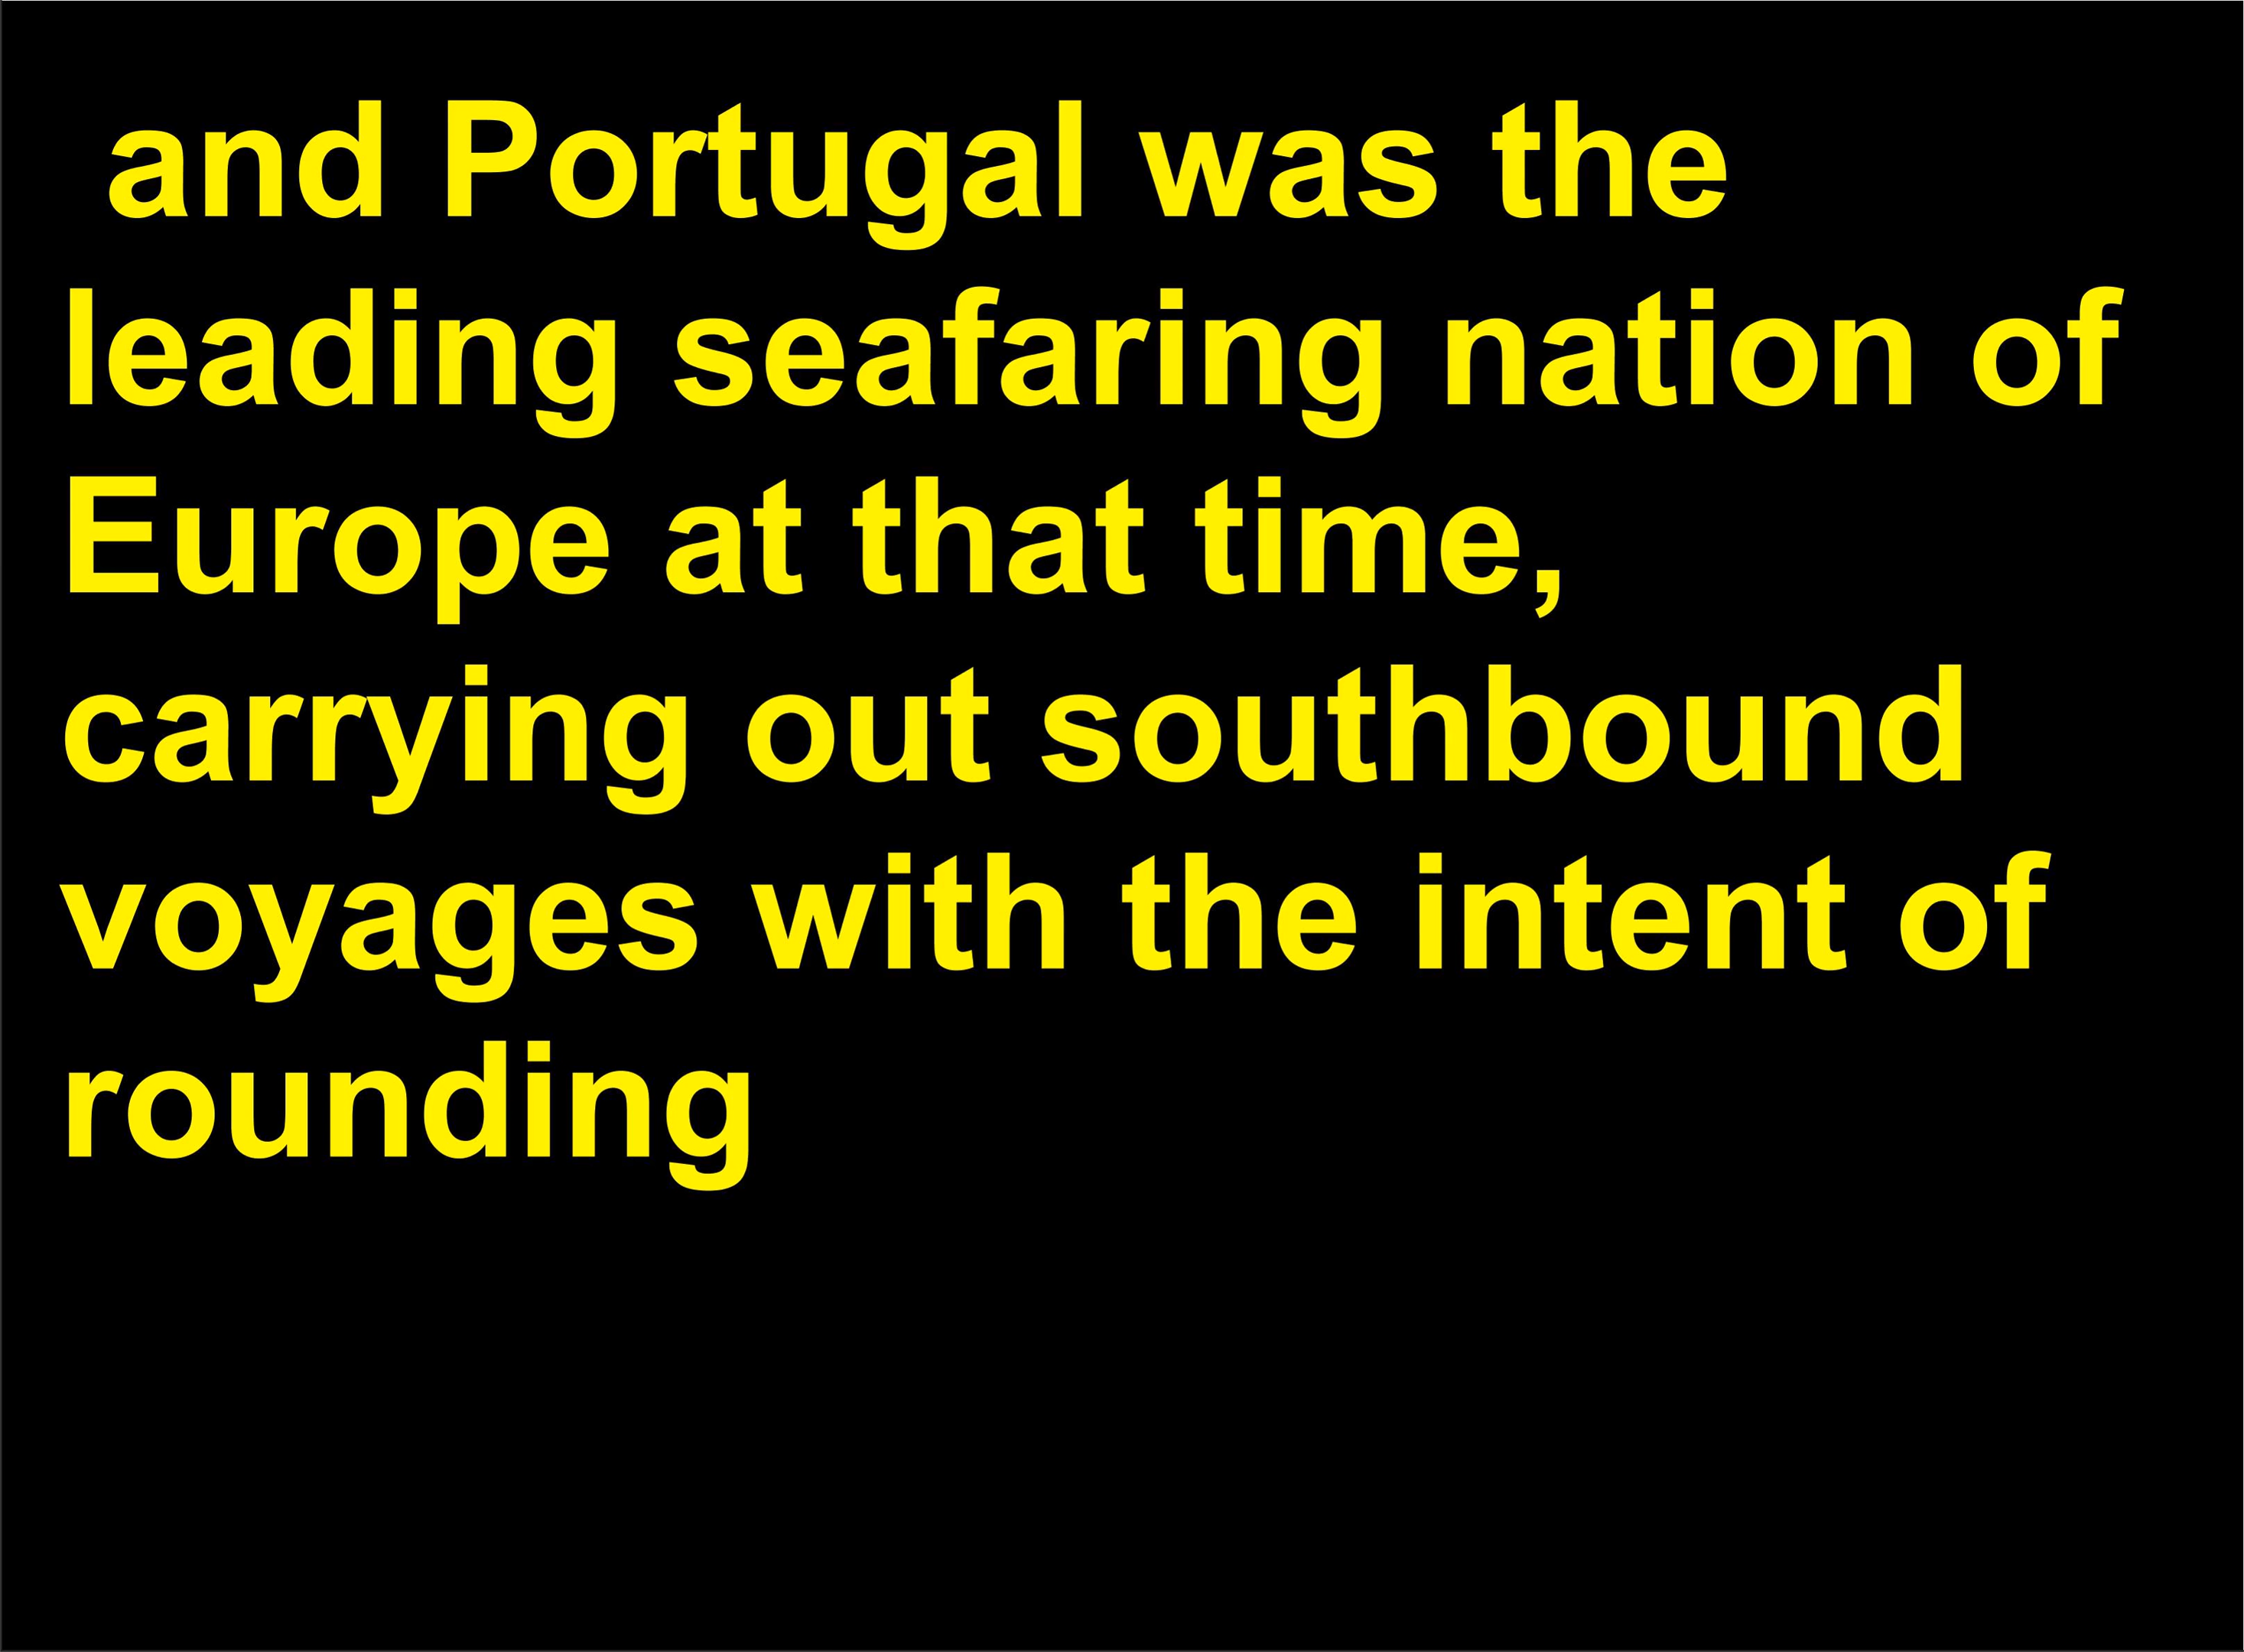 and Portugal was the
leading seafaring nation of
Europe at that time,
carrying out southbound
voyages with the intent of
rounding